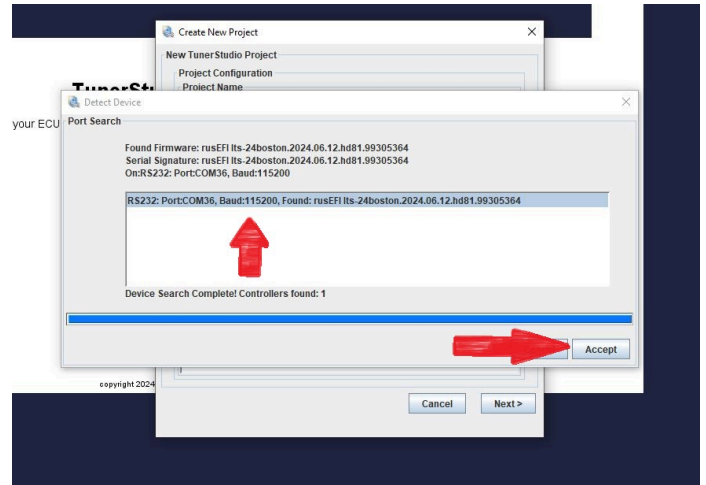 Create New Project
New TunerStudio Project
Project Configuration
Project Name
Detect Device
your ECU
Port Search
Found Firmware: rusEFI lts-24boston.2024.06.12.hd81.99305364
Serial Signature: rusEFI lts-24boston.2024.06.12.hd81.99305364
On:RS232: Port:COM36, Baud:115200
RS232: Port:COM36, Baud:115200, Found: rusEFI lts-24boston.2024.06.12.hd81.99305364
Device Search Complete! Controllers found: 1
Accept
copyright 2024
Cancel
Next >